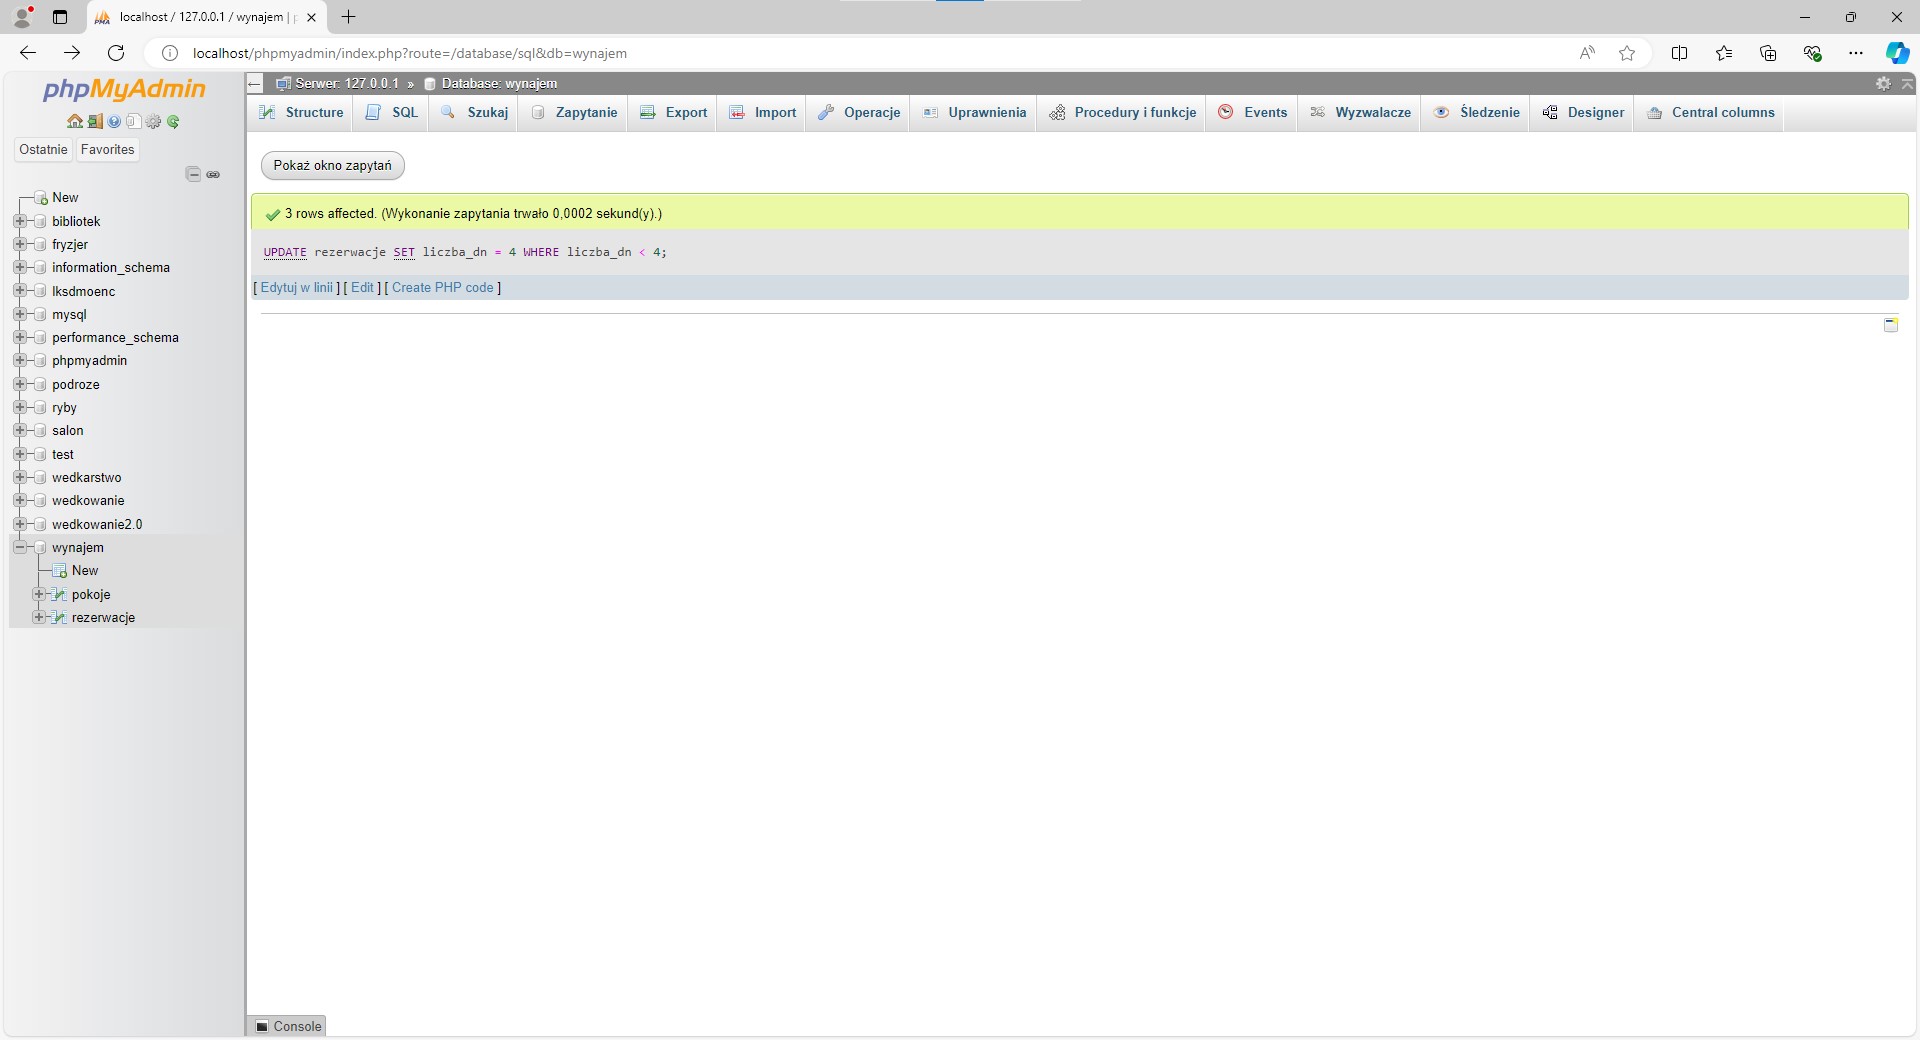 localhost / 127.0.0.1 / wynajem |
localhost/phpmyadmin/index.php?route=/database/sql&db=wynajem
phpMyAdmin
Ostatnie Favorites
New
bibliotek
fryzjer
information_schema
lksdmoenc
mysql
performance_schema
phpmyadmin
podroze
ryby
salon
test
wedkarstwo
wedkowanie
wedkowanie2.0
wynajem
New
pokoje
rezerwacje
Serwer: 127.0.0.1 » Database: wynajem
Structure SQL Szukaj Zapytanie Export Import Operacje Uprawnienia Procedury i funkcje Events Wyzwalacze Śledzenie Designer Central columns
Pokaż okno zapytań
3 rows affected. (Wykonanie zapytania trwało 0,0002 sekund(y).)
UPDATE rezerwacje SET liczba_dn = 4 WHERE liczba_dn < 4;
[ Edytuj w linii ] [ Edit ] [ Create PHP code ]
Console